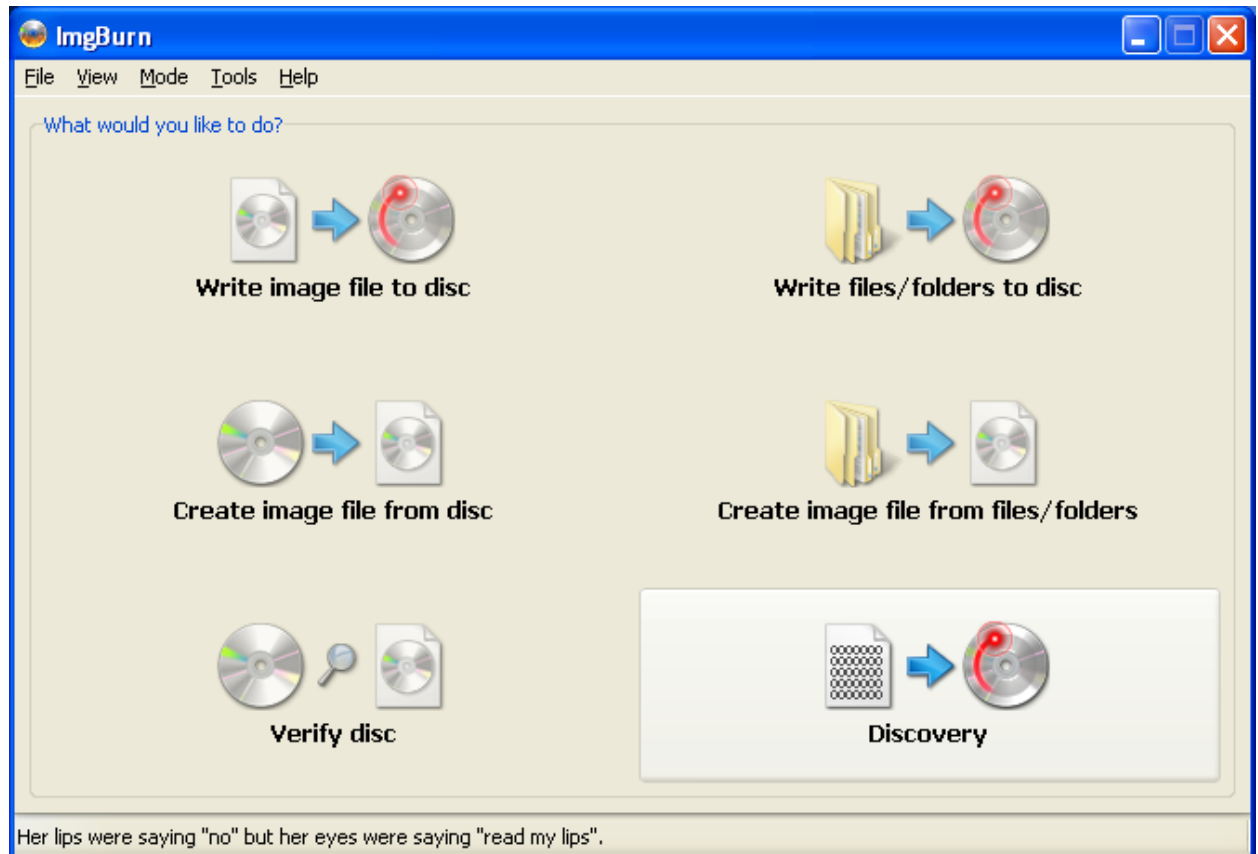 ImgBurn
File View Mode Tools Help
What would you like to do?
Write image file to disc
Write files/folders to disc
Create image file from disc
Create image file from files/folders
Verify disc
Discovery
Her lips were saying "no" but her eyes were saying "read my lips".